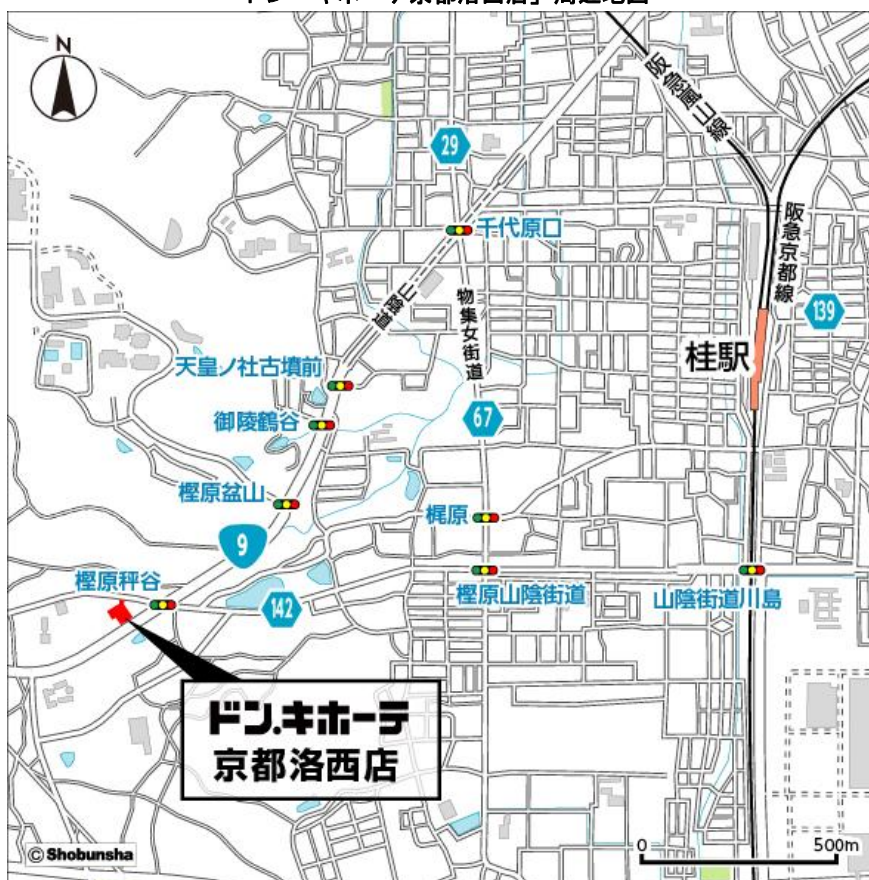 N
阪急嵐山線
29
千代原口
阪急京都線
山陰道
物集女街道
139
桂駅
天皇ノ社古墳前
67
御陵鶴谷
樫原盆山
梶原
9
樫原秤谷
142
樫原山陰街道
山陰街道川島
ドン.キホーテ
京都洛西店
© Shobunsha
0
500m